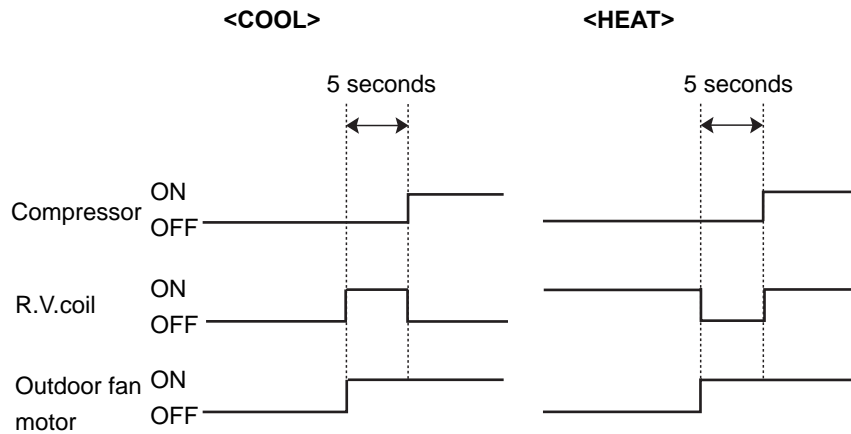 <COOL>
<HEAT>
5 seconds
5 seconds
Compressor
ON
OFF
R.V.coil
ON
OFF
Outdoor fan
motor
ON
OFF